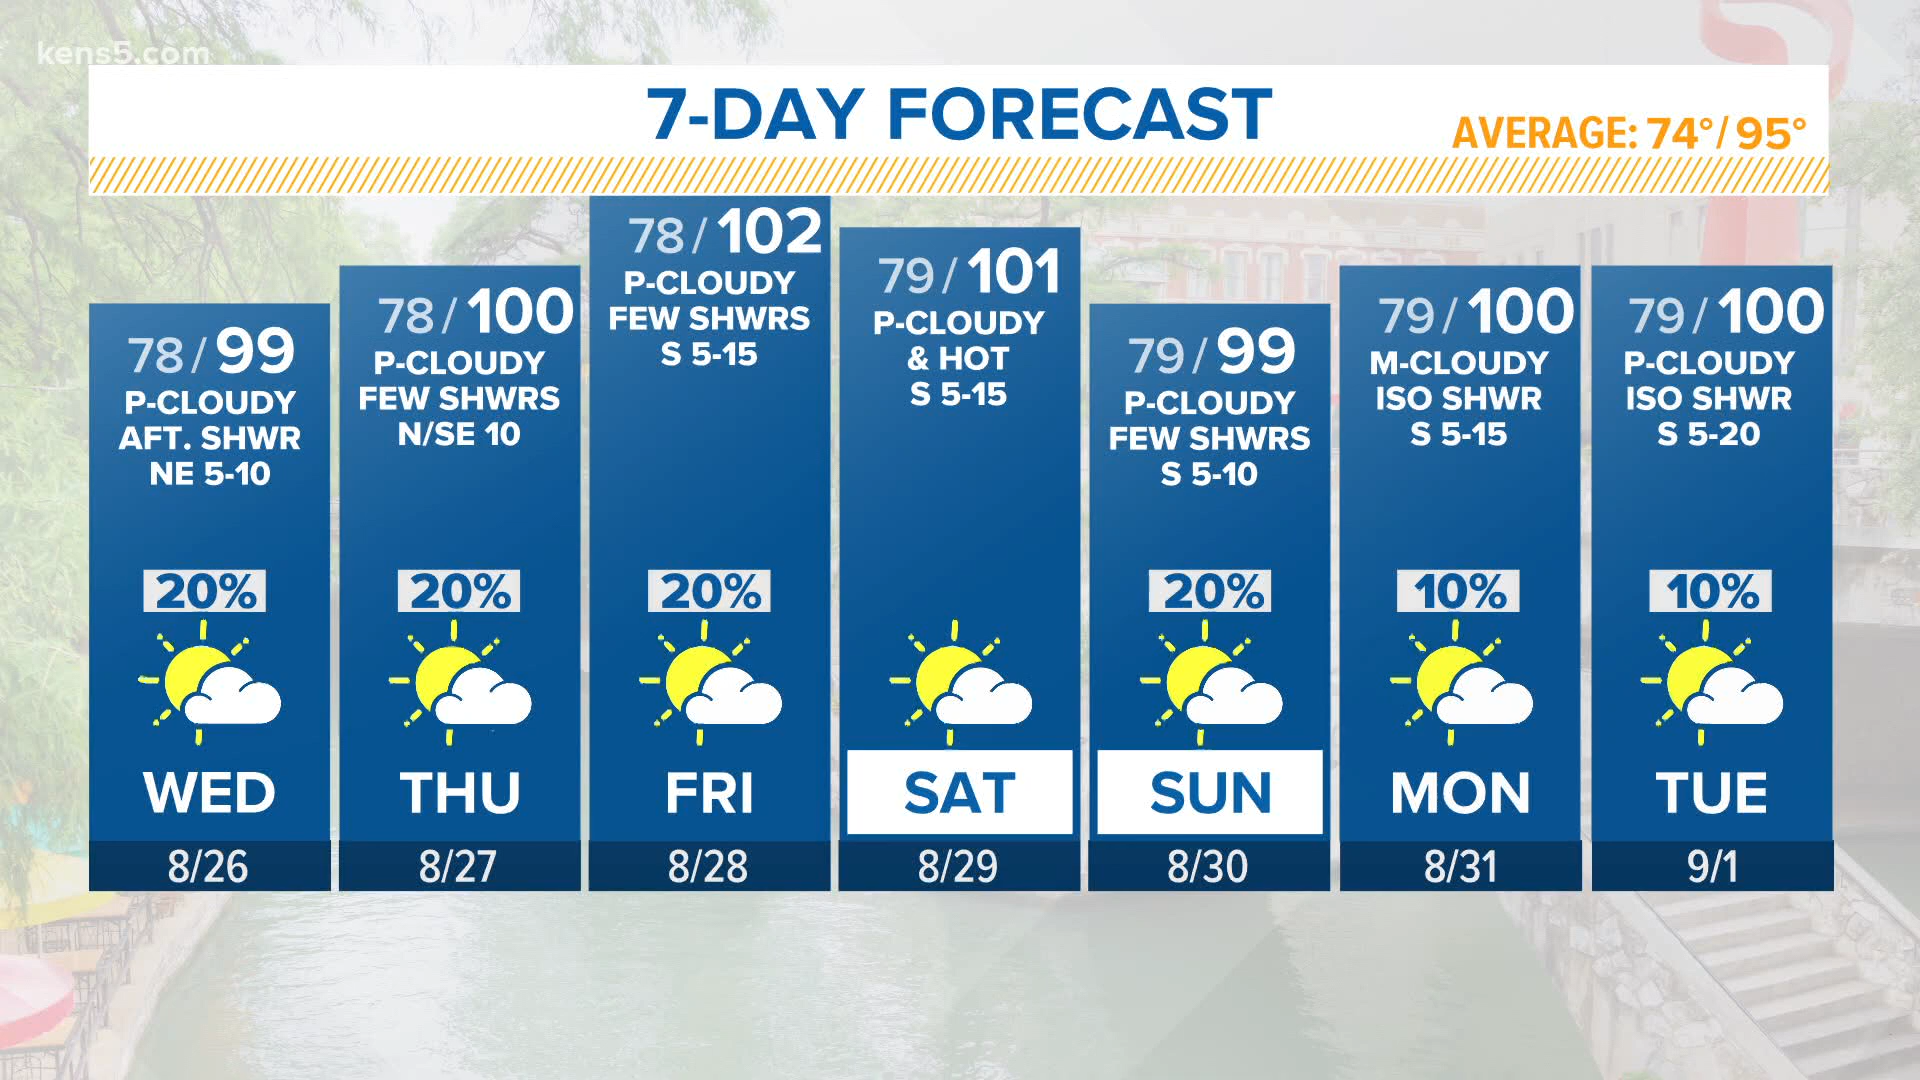 kens5.com
7-DAY FORECAST
AVERAGE: 74°/95°
78/99
P-CLOUDY
AFT. SHWR
NE 5-10
20%
WED
8/26
78/100
P-CLOUDY
FEW SHWRS
N/SE 10
20%
THU
8/27
78/102
P-CLOUDY
FEW SHWRS
S 5-15
20%
FRI
8/28
79/101
P-CLOUDY
& HOT
S 5-15
SAT
8/29
79/99
P-CLOUDY
FEW SHWRS
S 5-10
20%
SUN
8/30
79/100
M-CLOUDY
ISO SHWR
S 5-15
10%
MON
8/31
79/100
P-CLOUDY
ISO SHWR
S 5-20
10%
TUE
9/1